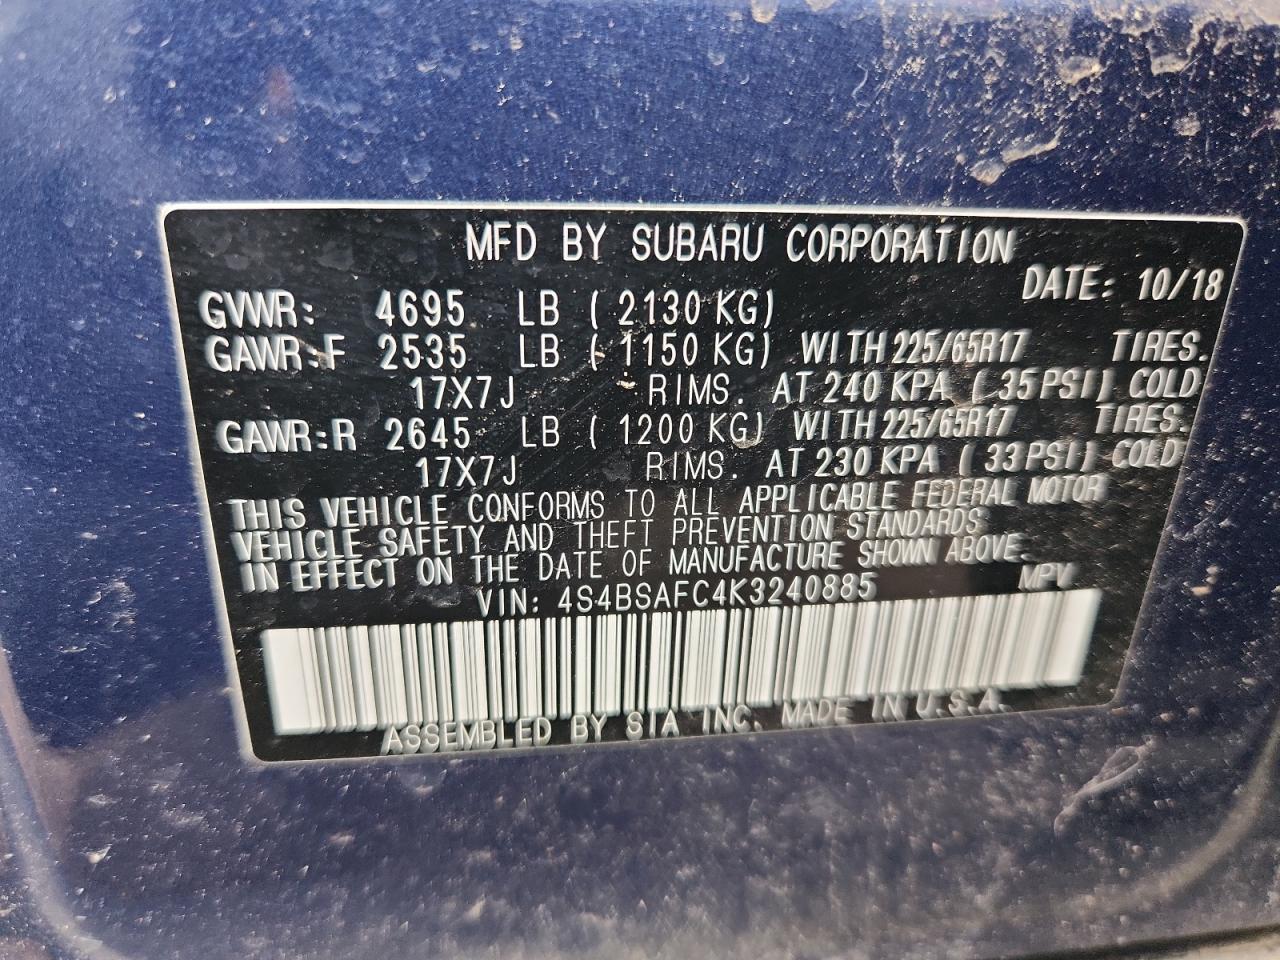 MFD BY SUBARU CORPORATION
DATE: 10/18
GVWR: 4695 LB ( 2130 KG)
GAWR:F 2535 LB ( 1150 KG) WITH 225/65R17 TIRES.
17X7J RIMS. AT 240 KPA ( 35 PSI) COLD
GAWR:R 2645 LB ( 1200 KG) WITH 225/65R17 TIRES.
17X7J RIMS. AT 230 KPA ( 33 PSI) COLD
THIS VEHICLE CONFORMS TO ALL APPLICABLE FEDERAL MOTOR
VEHICLE SAFETY AND THEFT PREVENTION STANDARDS
IN EFFECT ON THE DATE OF MANUFACTURE SHOWN ABOVE.
VIN: 4S4BSAFC4K3240885 MPV
ASSEMBLED BY SIA INC. MADE IN U.S.A.